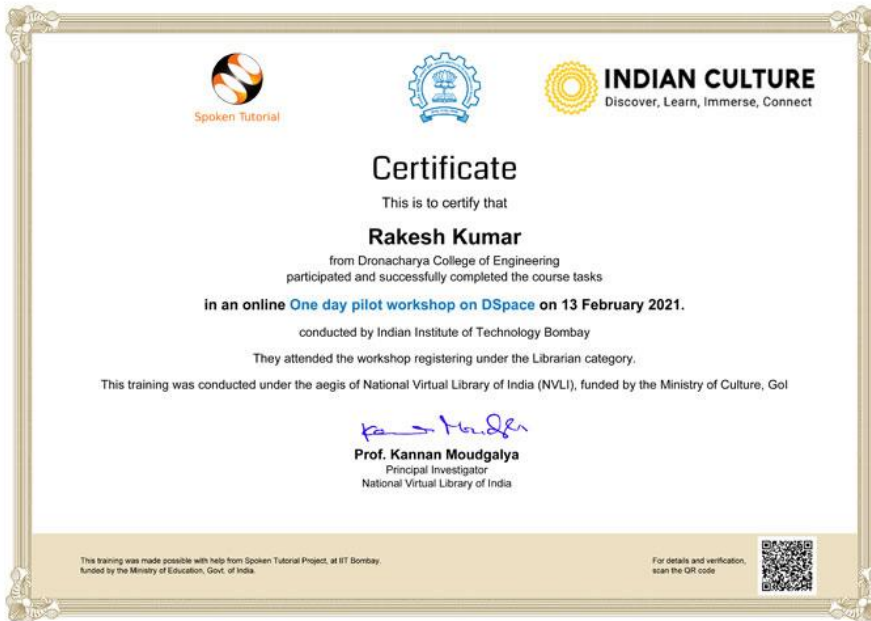 Spoken Tutorial
INDIAN CULTURE
Discover, Learn, Immerse, Connect
Certificate
This is to certify that
Rakesh Kumar
from Dronacharya College of Engineering
participated and successfully completed the course tasks
in an online One day pilot workshop on DSpace on 13 February 2021.
conducted by Indian Institute of Technology Bombay
They attended the workshop registering under the Librarian category.
This training was conducted under the aegis of National Virtual Library of India (NVLI), funded by the Ministry of Culture, GoI
Prof. Kannan Moudgalya
Principal Investigator
National Virtual Library of India
This training was made possible with help from Spoken Tutorial Project, at IIT Bombay.
funded by the Ministry of Education, Govt. of India.
For details and verification,
scan the QR code